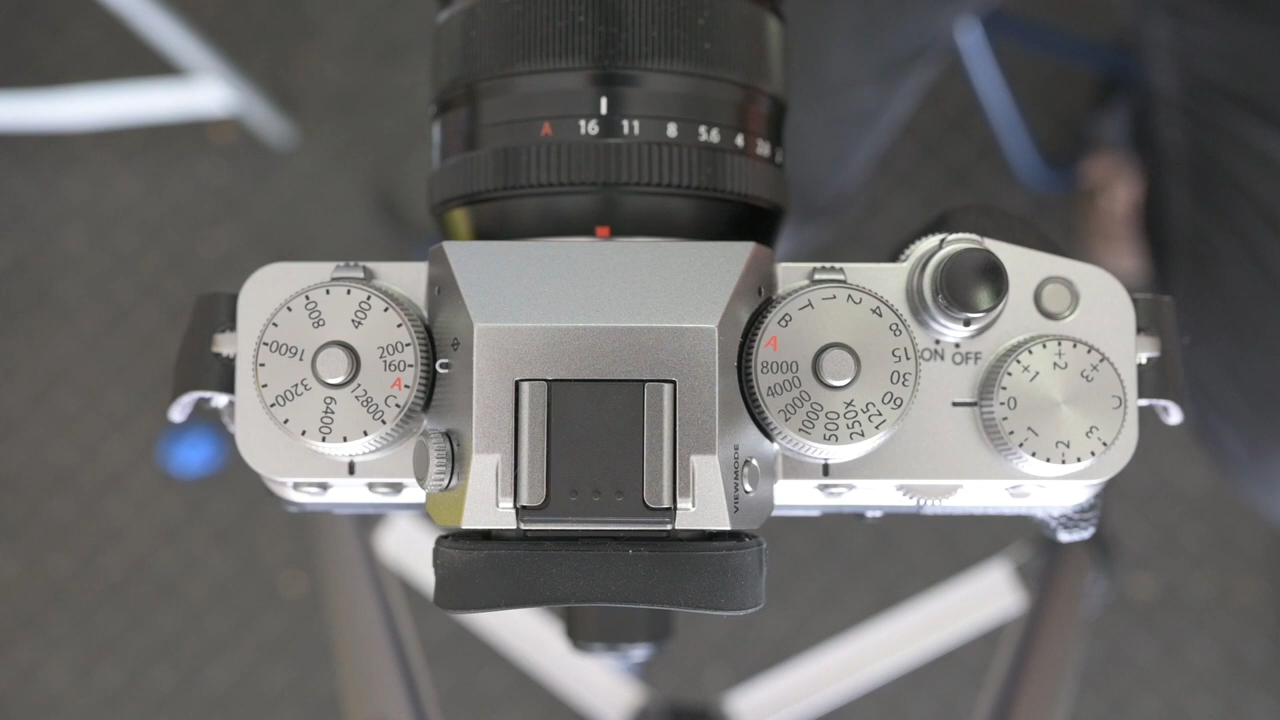 A 16 11 8 5.6 4 2.8
A C 12800 6400 3200 1600 800 400 200 160
VIEWMODE
A B T 1 2 4 8 15 30 60 125 250X 500 1000 2000 4000 8000
ON OFF
0 +1 +2 +3 C 3 -2 -1